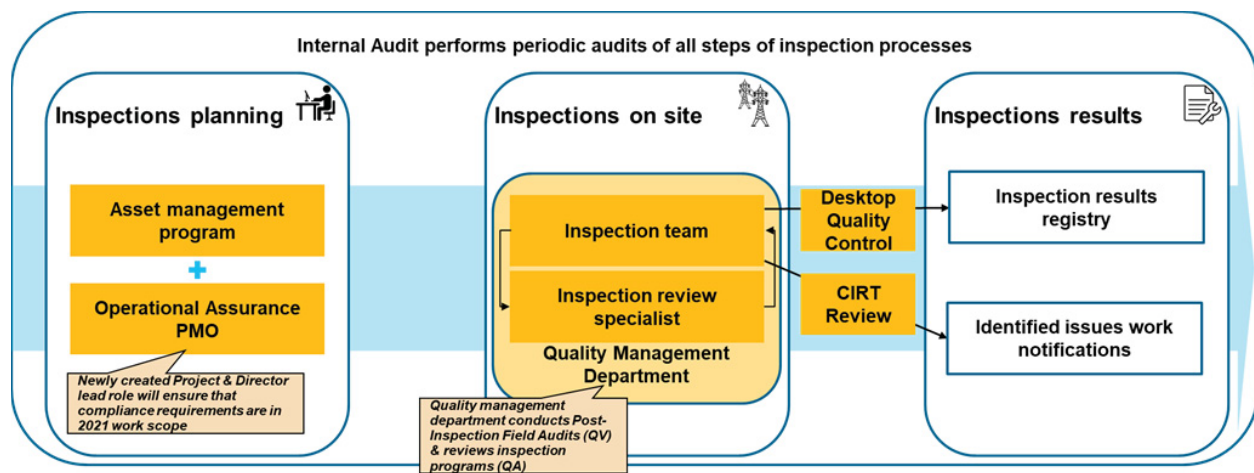 Internal Audit performs periodic audits of all steps of inspection processes
Inspections planning
Asset management
program
Operational Assurance
PMO
Newly created Project & Director
lead role will ensure that
compliance requirements are in
2021 work scope
Inspections on site
Inspection team
Inspection review
specialist
Quality Management
Department
Quality management
department conducts Post-
Inspection Field Audits (QV)
& reviews inspection
programs (QA)
Desktop
Quality
Control
CIRT
Review
Inspections results
Inspection results
registry
Identified issues work
notifications